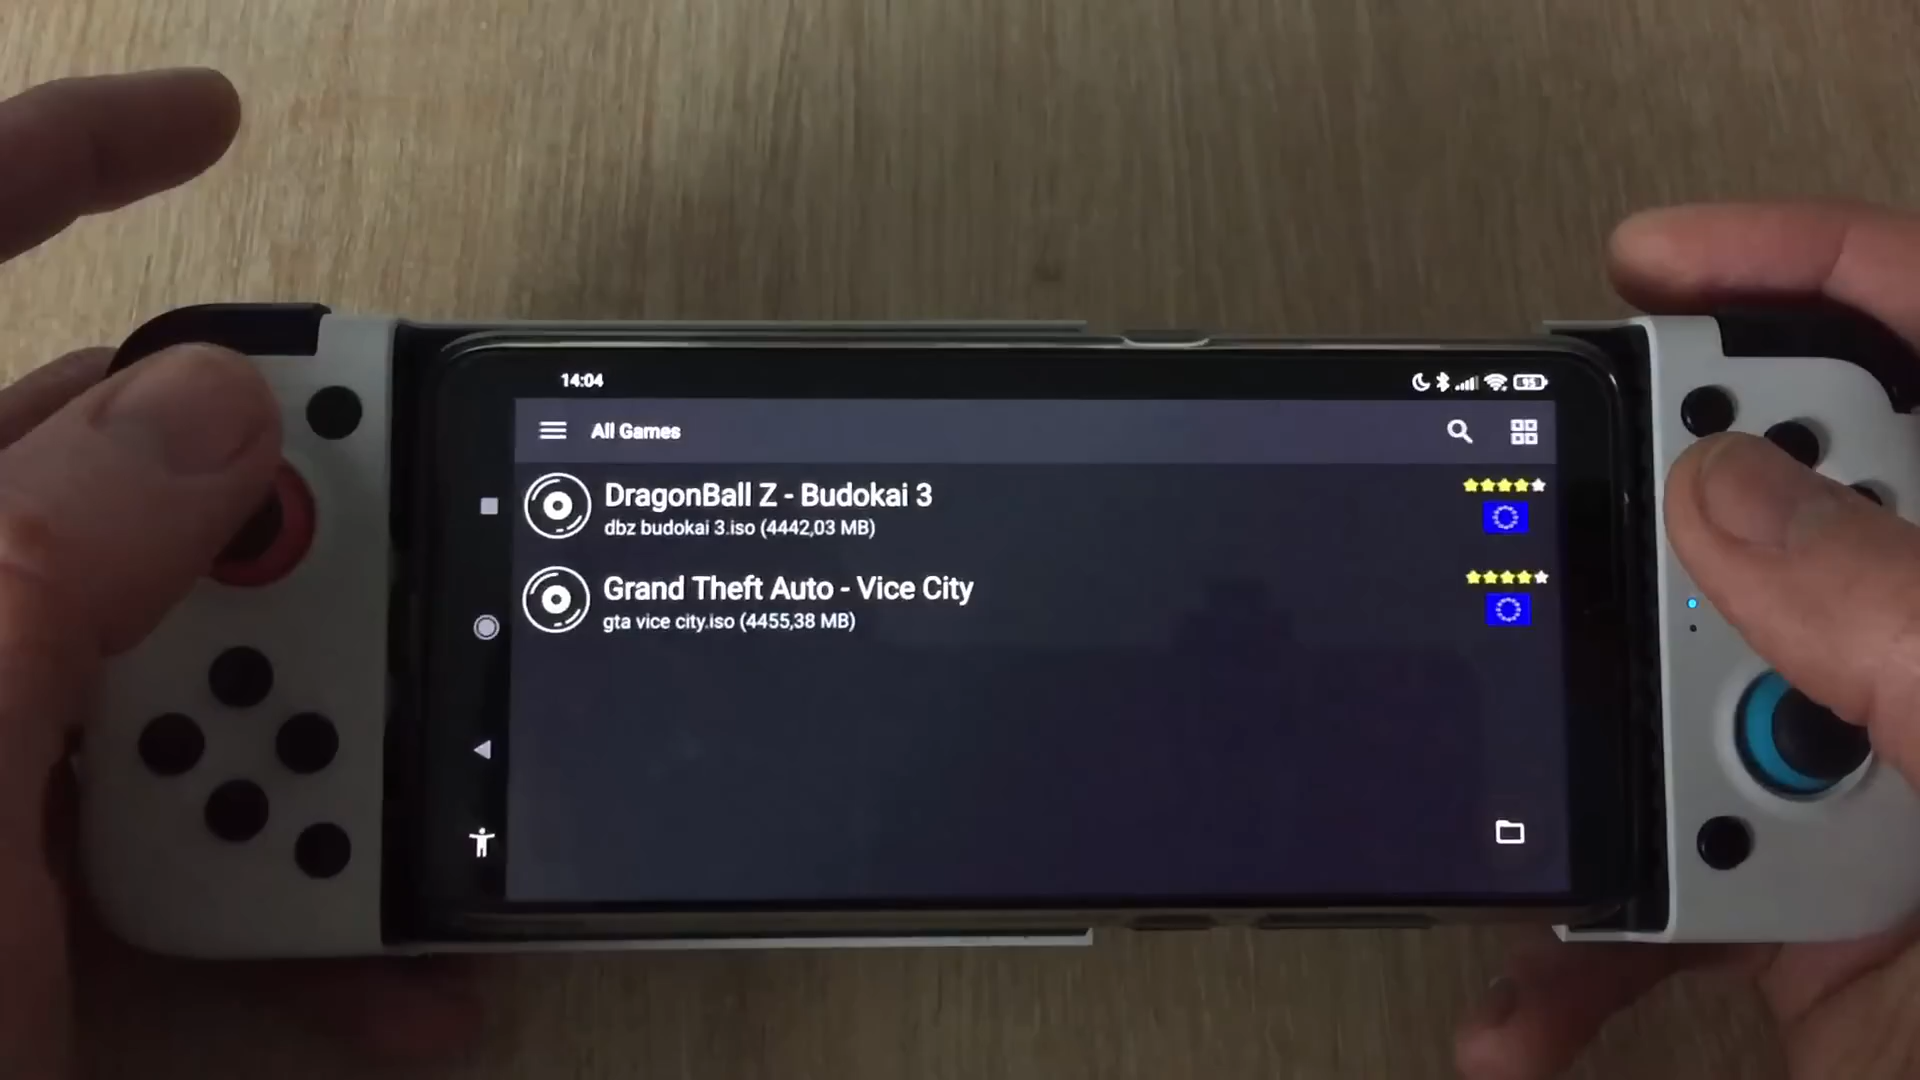 14:04
95
All Games
DragonBall Z - Budokai 3
dbz budokai 3.iso (4442,03 MB)
Grand Theft Auto - Vice City
gta vice city.iso (4455,38 MB)